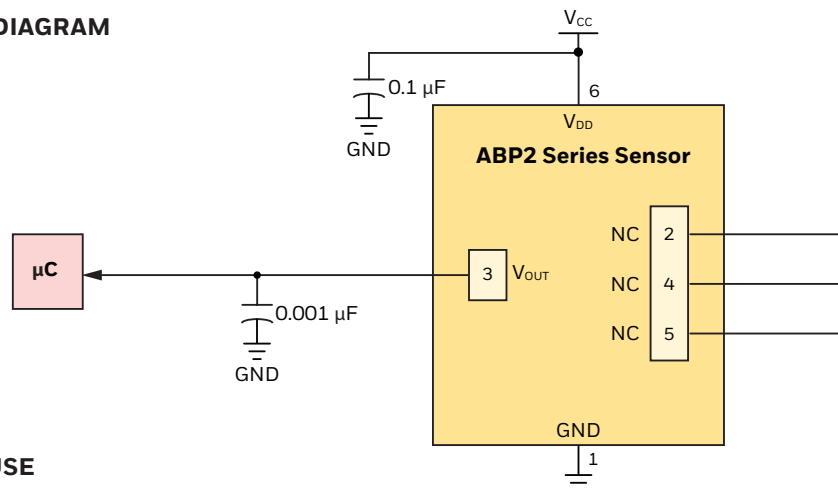 DIAGRAM
VCC
0.1 µF
GND
6
VDD
ABP2 Series Sensor
µC
3
VOUT
NC 2
NC 4
NC 5
0.001 µF
GND
GND
1
USE